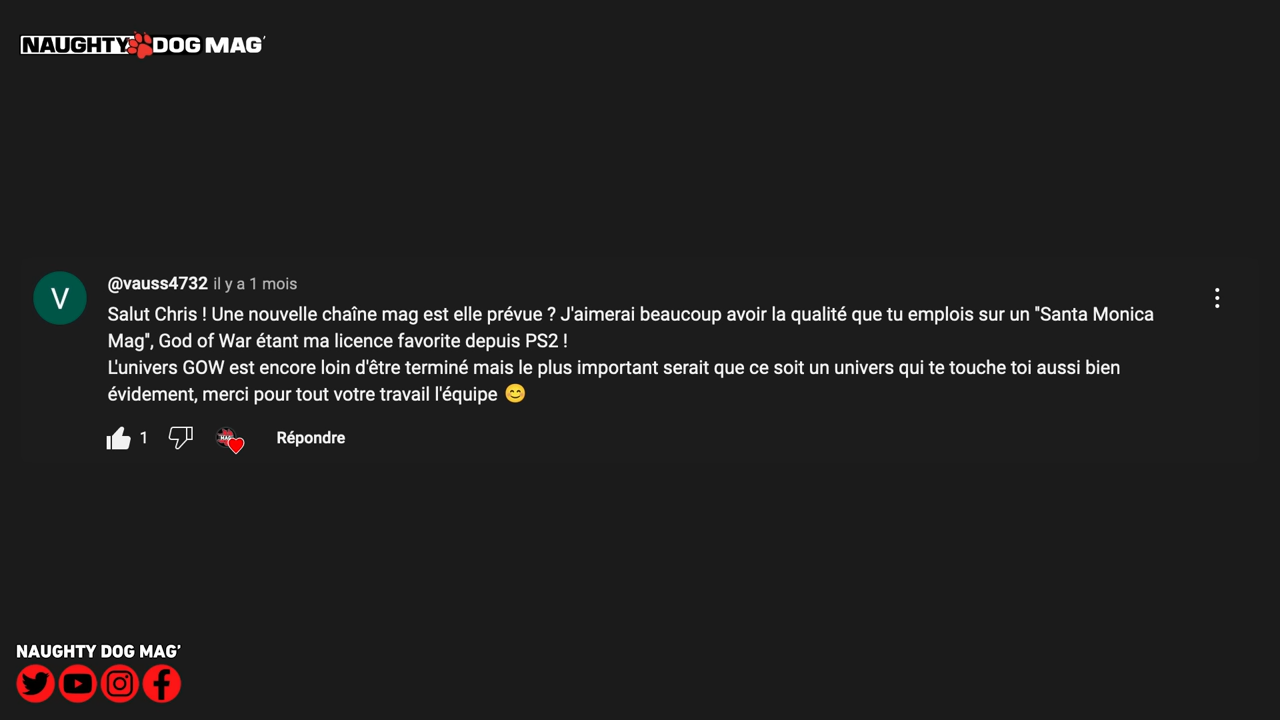 NAUGHTY DOG MAG'
V
@vauss4732 il y a 1 mois
Salut Chris ! Une nouvelle chaîne mag est elle prévue ? J'aimerai beaucoup avoir la qualité que tu emplois sur un "Santa Monica
Mag", God of War étant ma licence favorite depuis PS2 !
L'univers GOW est encore loin d'être terminé mais le plus important serait que ce soit un univers qui te touche toi aussi bien
évidement, merci pour tout votre travail l'équipe 😊
1 MAG' Répondre
NAUGHTY DOG MAG'